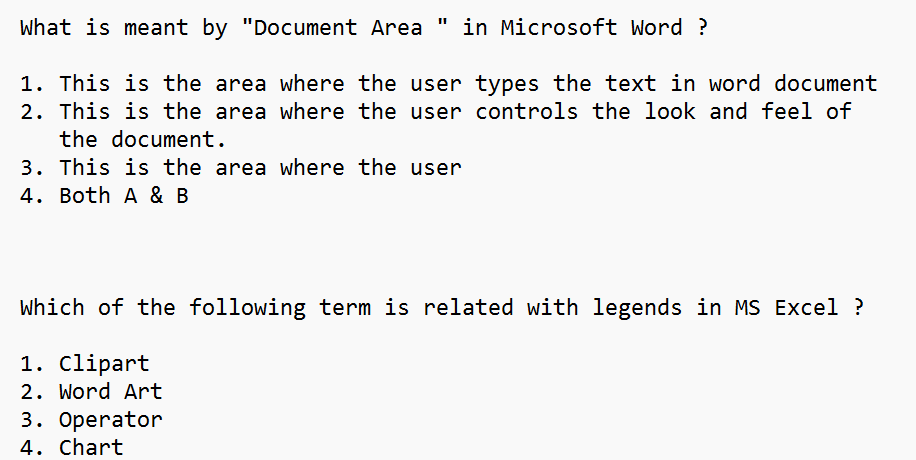 What is meant by "Document Area " in Microsoft Word ?
1. This is the area where the user types the text in word document
2. This is the area where the user controls the look and feel of
the document.
3. This is the area where the user
4. Both A & B
Which of the following term is related with legends in MS Excel ?
1. Clipart
2. Word Art
3. Operator
4. Chart